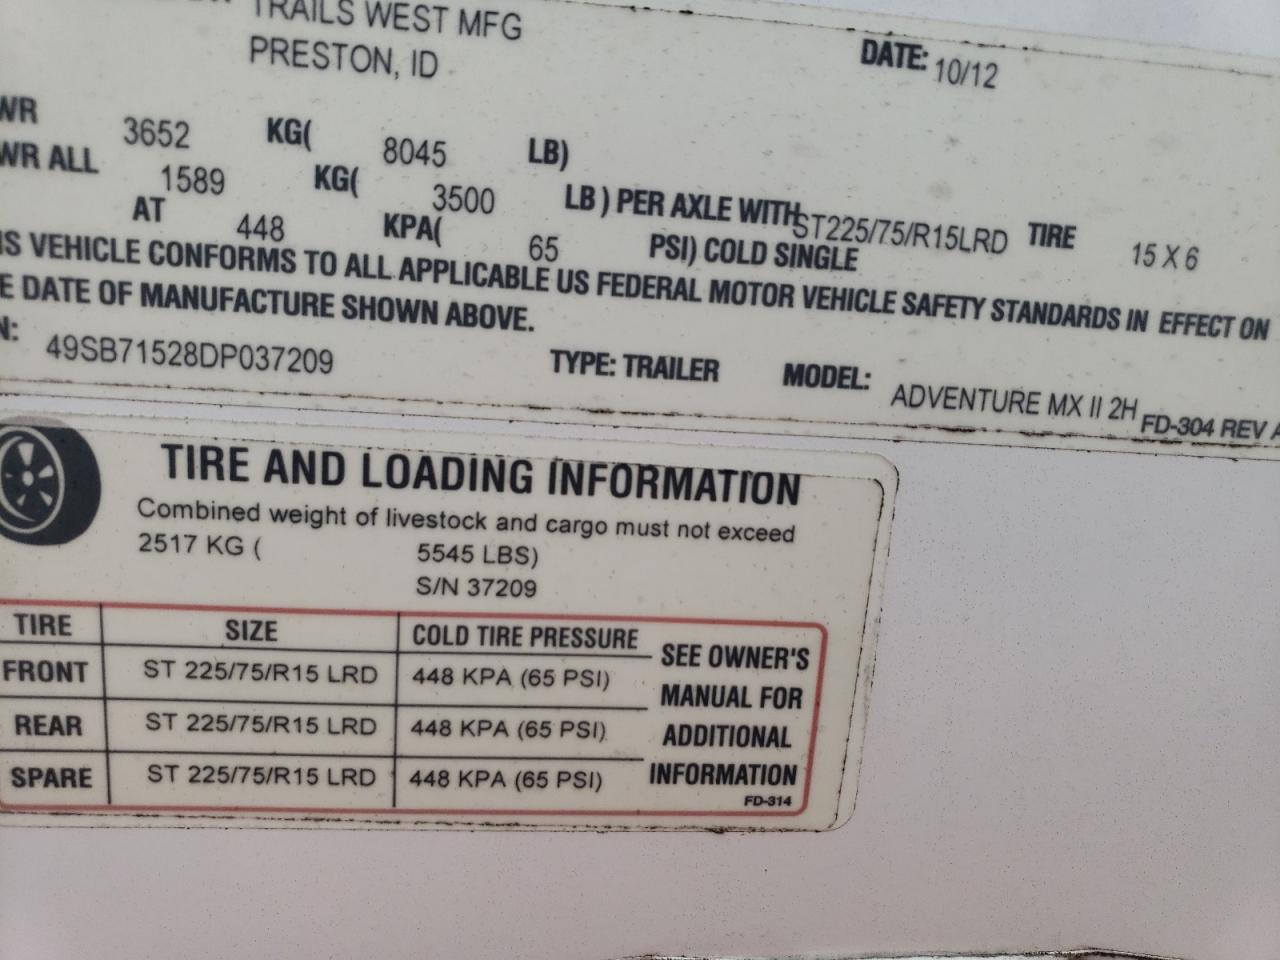 TRAILS WEST MFG
PRESTON, ID DATE: 10/12
WR 3652 KG( 8045 LB)
WR ALL 1589 KG( 3500 LB ) PER AXLE WITH ST225/75/R15LRD TIRE 15 X 6
AT 448 KPA( 65 PSI) COLD SINGLE
IS VEHICLE CONFORMS TO ALL APPLICABLE US FEDERAL MOTOR VEHICLE SAFETY STANDARDS IN EFFECT ON
E DATE OF MANUFACTURE SHOWN ABOVE.
N: 49SB71528DP037209 TYPE: TRAILER MODEL: ADVENTURE MX II 2H
FD-304 REV A
TIRE AND LOADING INFORMATION
Combined weight of livestock and cargo must not exceed
2517 KG ( 5545 LBS)
S/N 37209
TIRE SIZE COLD TIRE PRESSURE
FRONT ST 225/75/R15 LRD 448 KPA (65 PSI)
REAR ST 225/75/R15 LRD 448 KPA (65 PSI)
SPARE ST 225/75/R15 LRD 448 KPA (65 PSI)
SEE OWNER'S
MANUAL FOR
ADDITIONAL
INFORMATION
FD-314